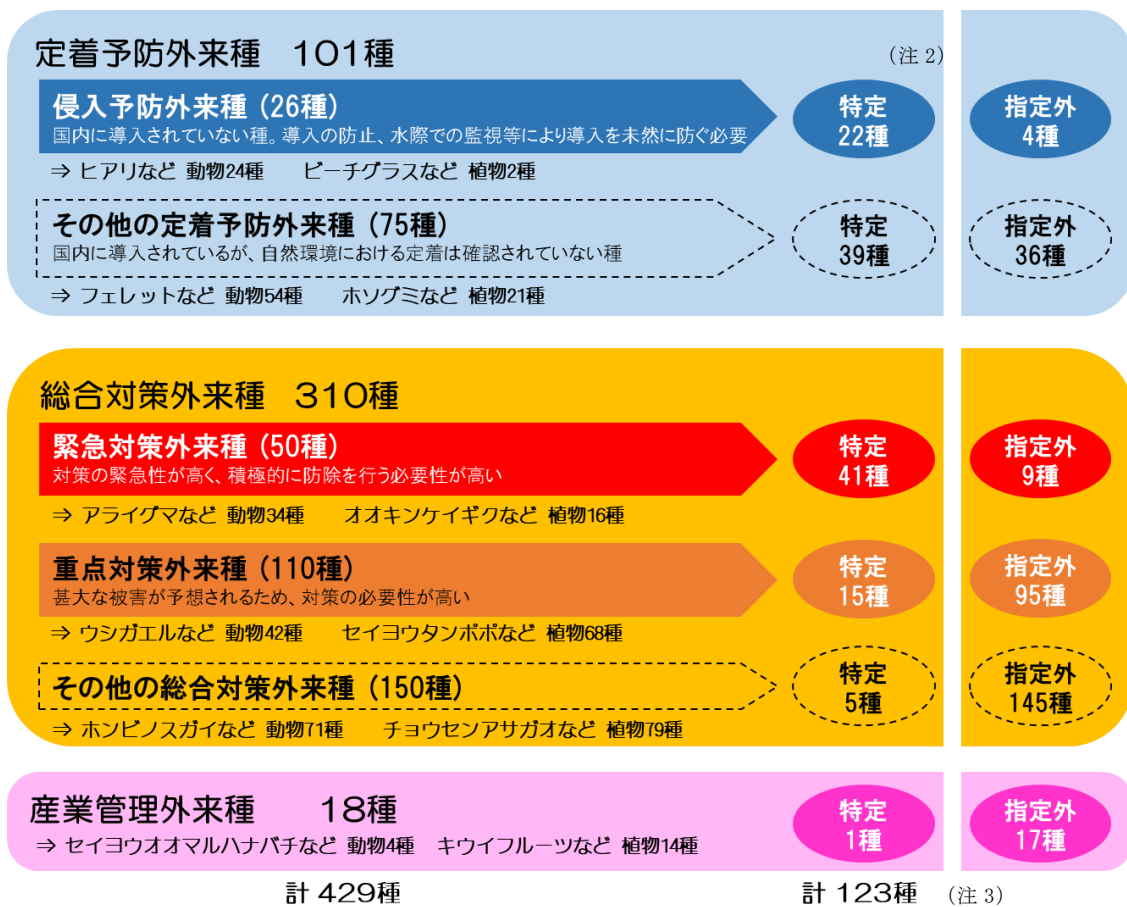 定着予防外来種　101種
（注 2）
侵入予防外来種（26種）
国内に導入されていない種。導入の防止、水際での監視等により導入を未然に防ぐ必要
特定
22種
指定外
4種
⇒ ヒアリなど 動物24種　　ビーチグラスなど 植物2種
その他の定着予防外来種（75種）
国内に導入されているが、自然環境における定着は確認されていない種
特定
39種
指定外
36種
⇒ フェレットなど 動物54種　　ホソグミなど 植物21種
総合対策外来種　310種
緊急対策外来種（50種）
対策の緊急性が高く、積極的に防除を行う必要性が高い
特定
41種
指定外
9種
⇒ アライグマなど 動物34種　　オオキンケイギクなど 植物16種
重点対策外来種（110種）
甚大な被害が予想されるため、対策の必要性が高い
特定
15種
指定外
95種
⇒ ウシガエルなど 動物42種　　セイヨウタンポポなど 植物68種
その他の総合対策外来種（150種）
特定
5種
指定外
145種
⇒ ホンビノスガイなど 動物71種　　チョウセンアサガオなど 植物79種
産業管理外来種　18種
⇒ セイヨウオオマルハナバチなど 動物4種　キウイフルーツなど 植物14種
特定
1種
指定外
17種
計 429種
計 123種　（注 3）